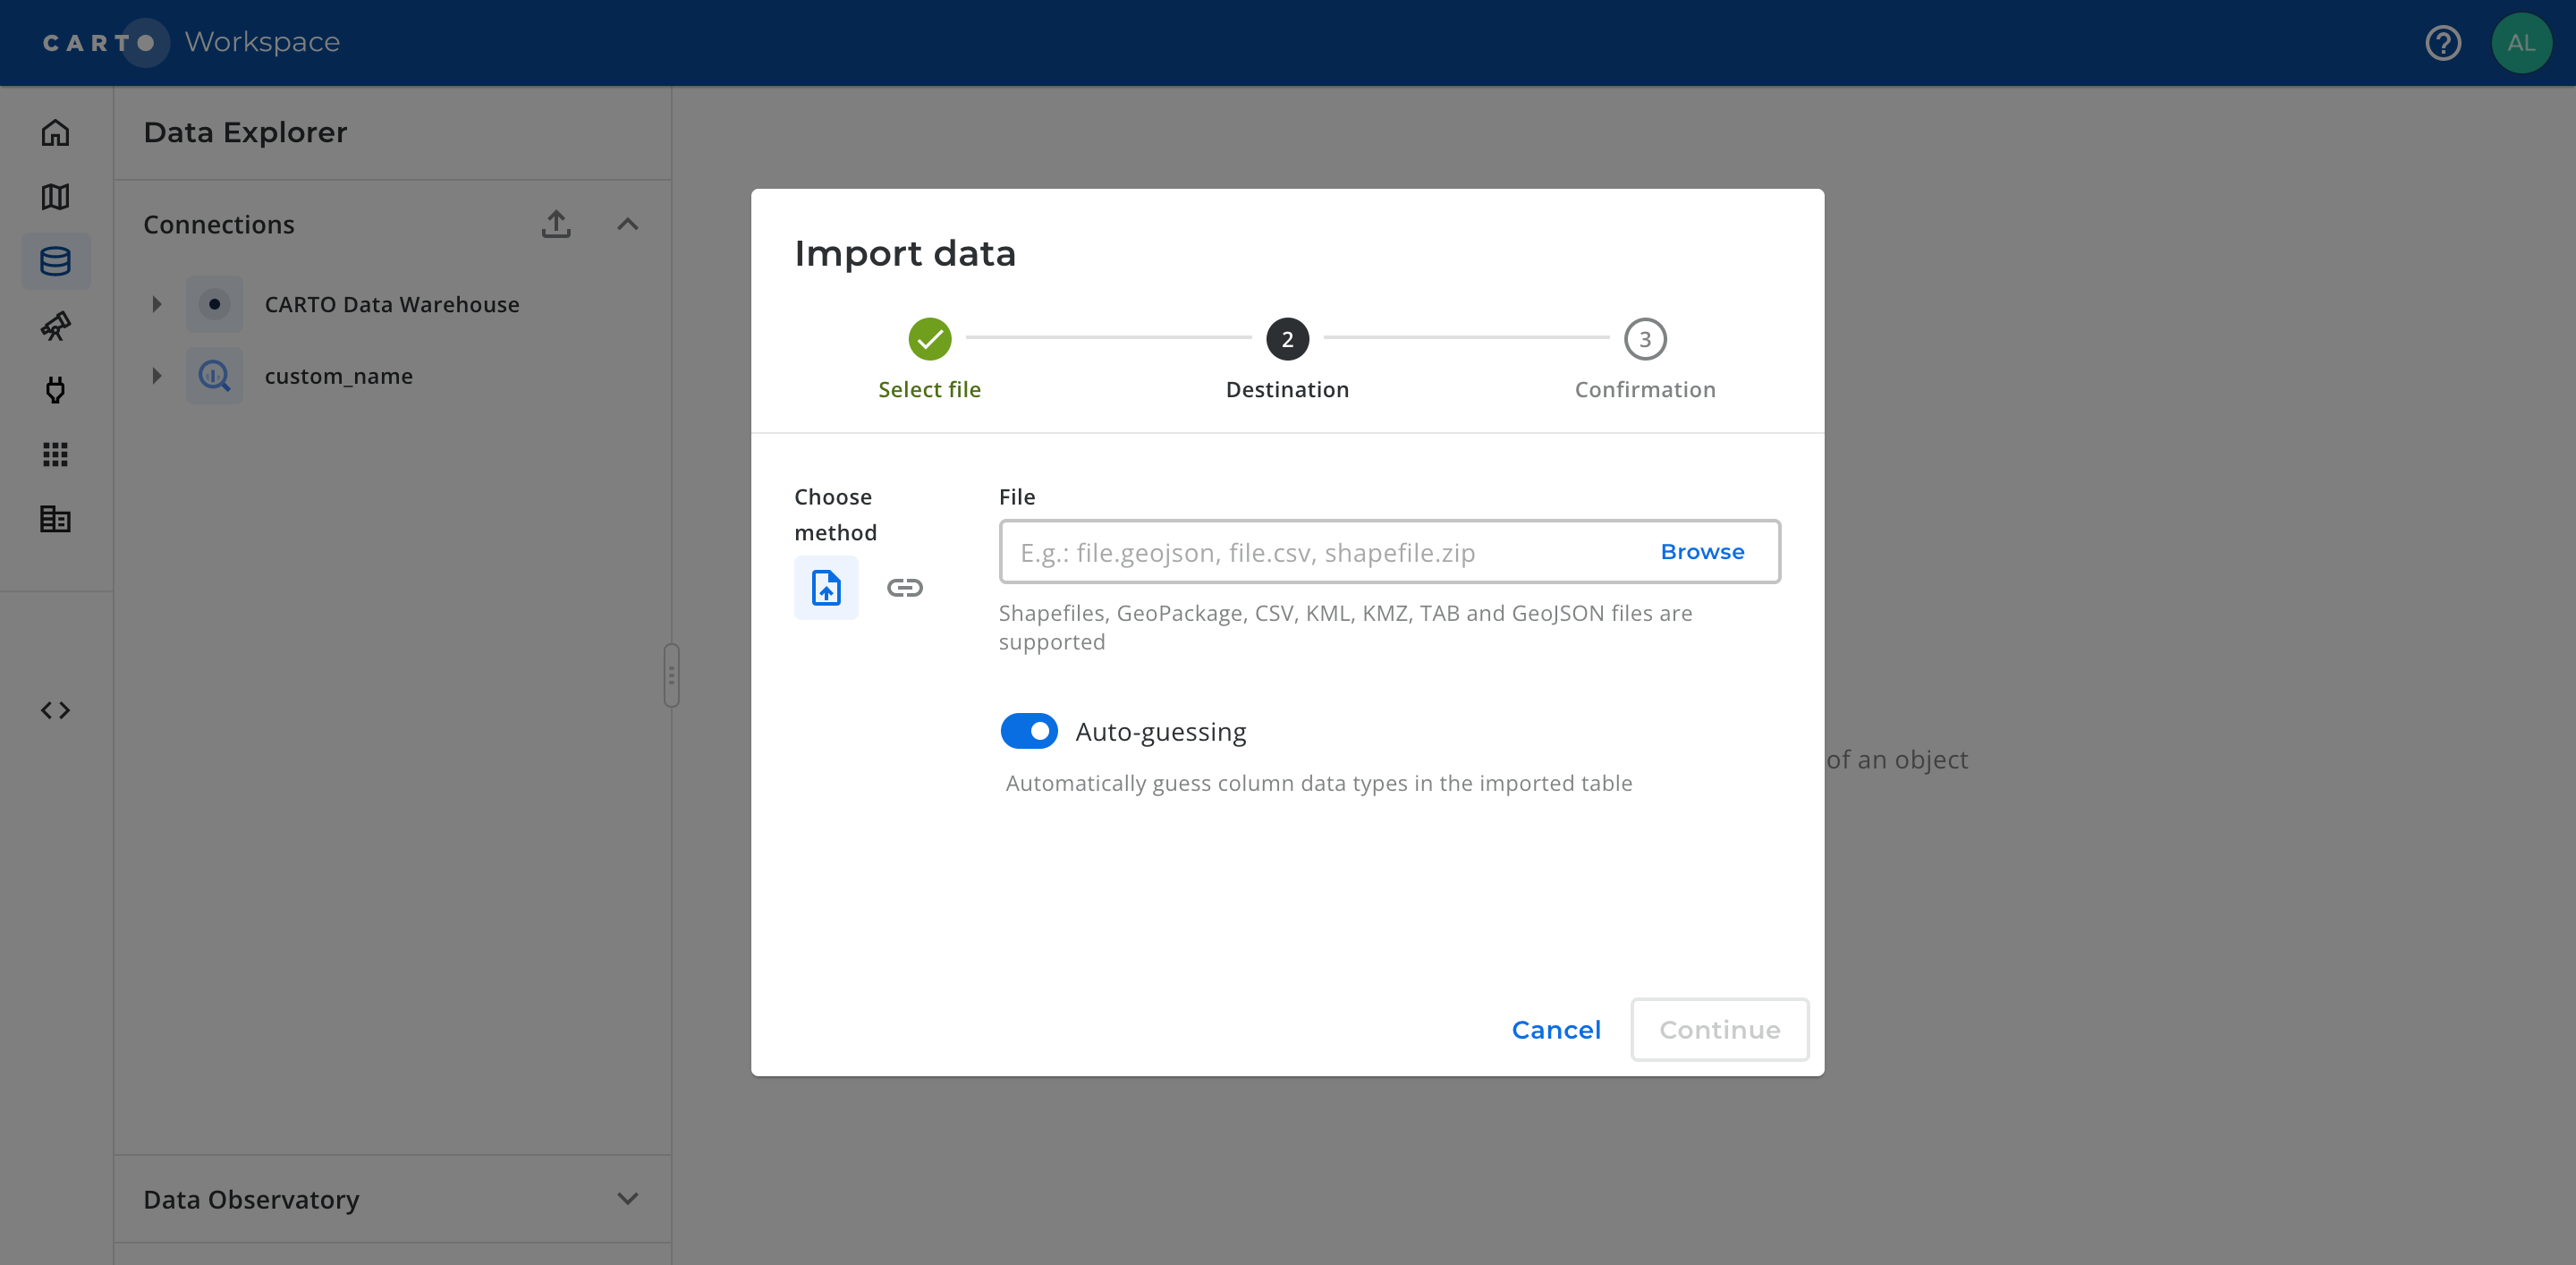 CARTO Workspace
AL
Data Explorer
Connections
CARTO Data Warehouse
custom_name
Data Observatory
Import data
2
3
Select file
Destination
Confirmation
Choose
method
File
E.g.: file.geojson, file.csv, shapefile.zip
Browse
Shapefiles, GeoPackage, CSV, KML, KMZ, TAB and GeoJSON files are
supported
Auto-guessing
Automatically guess column data types in the imported table
of an object
Cancel
Continue